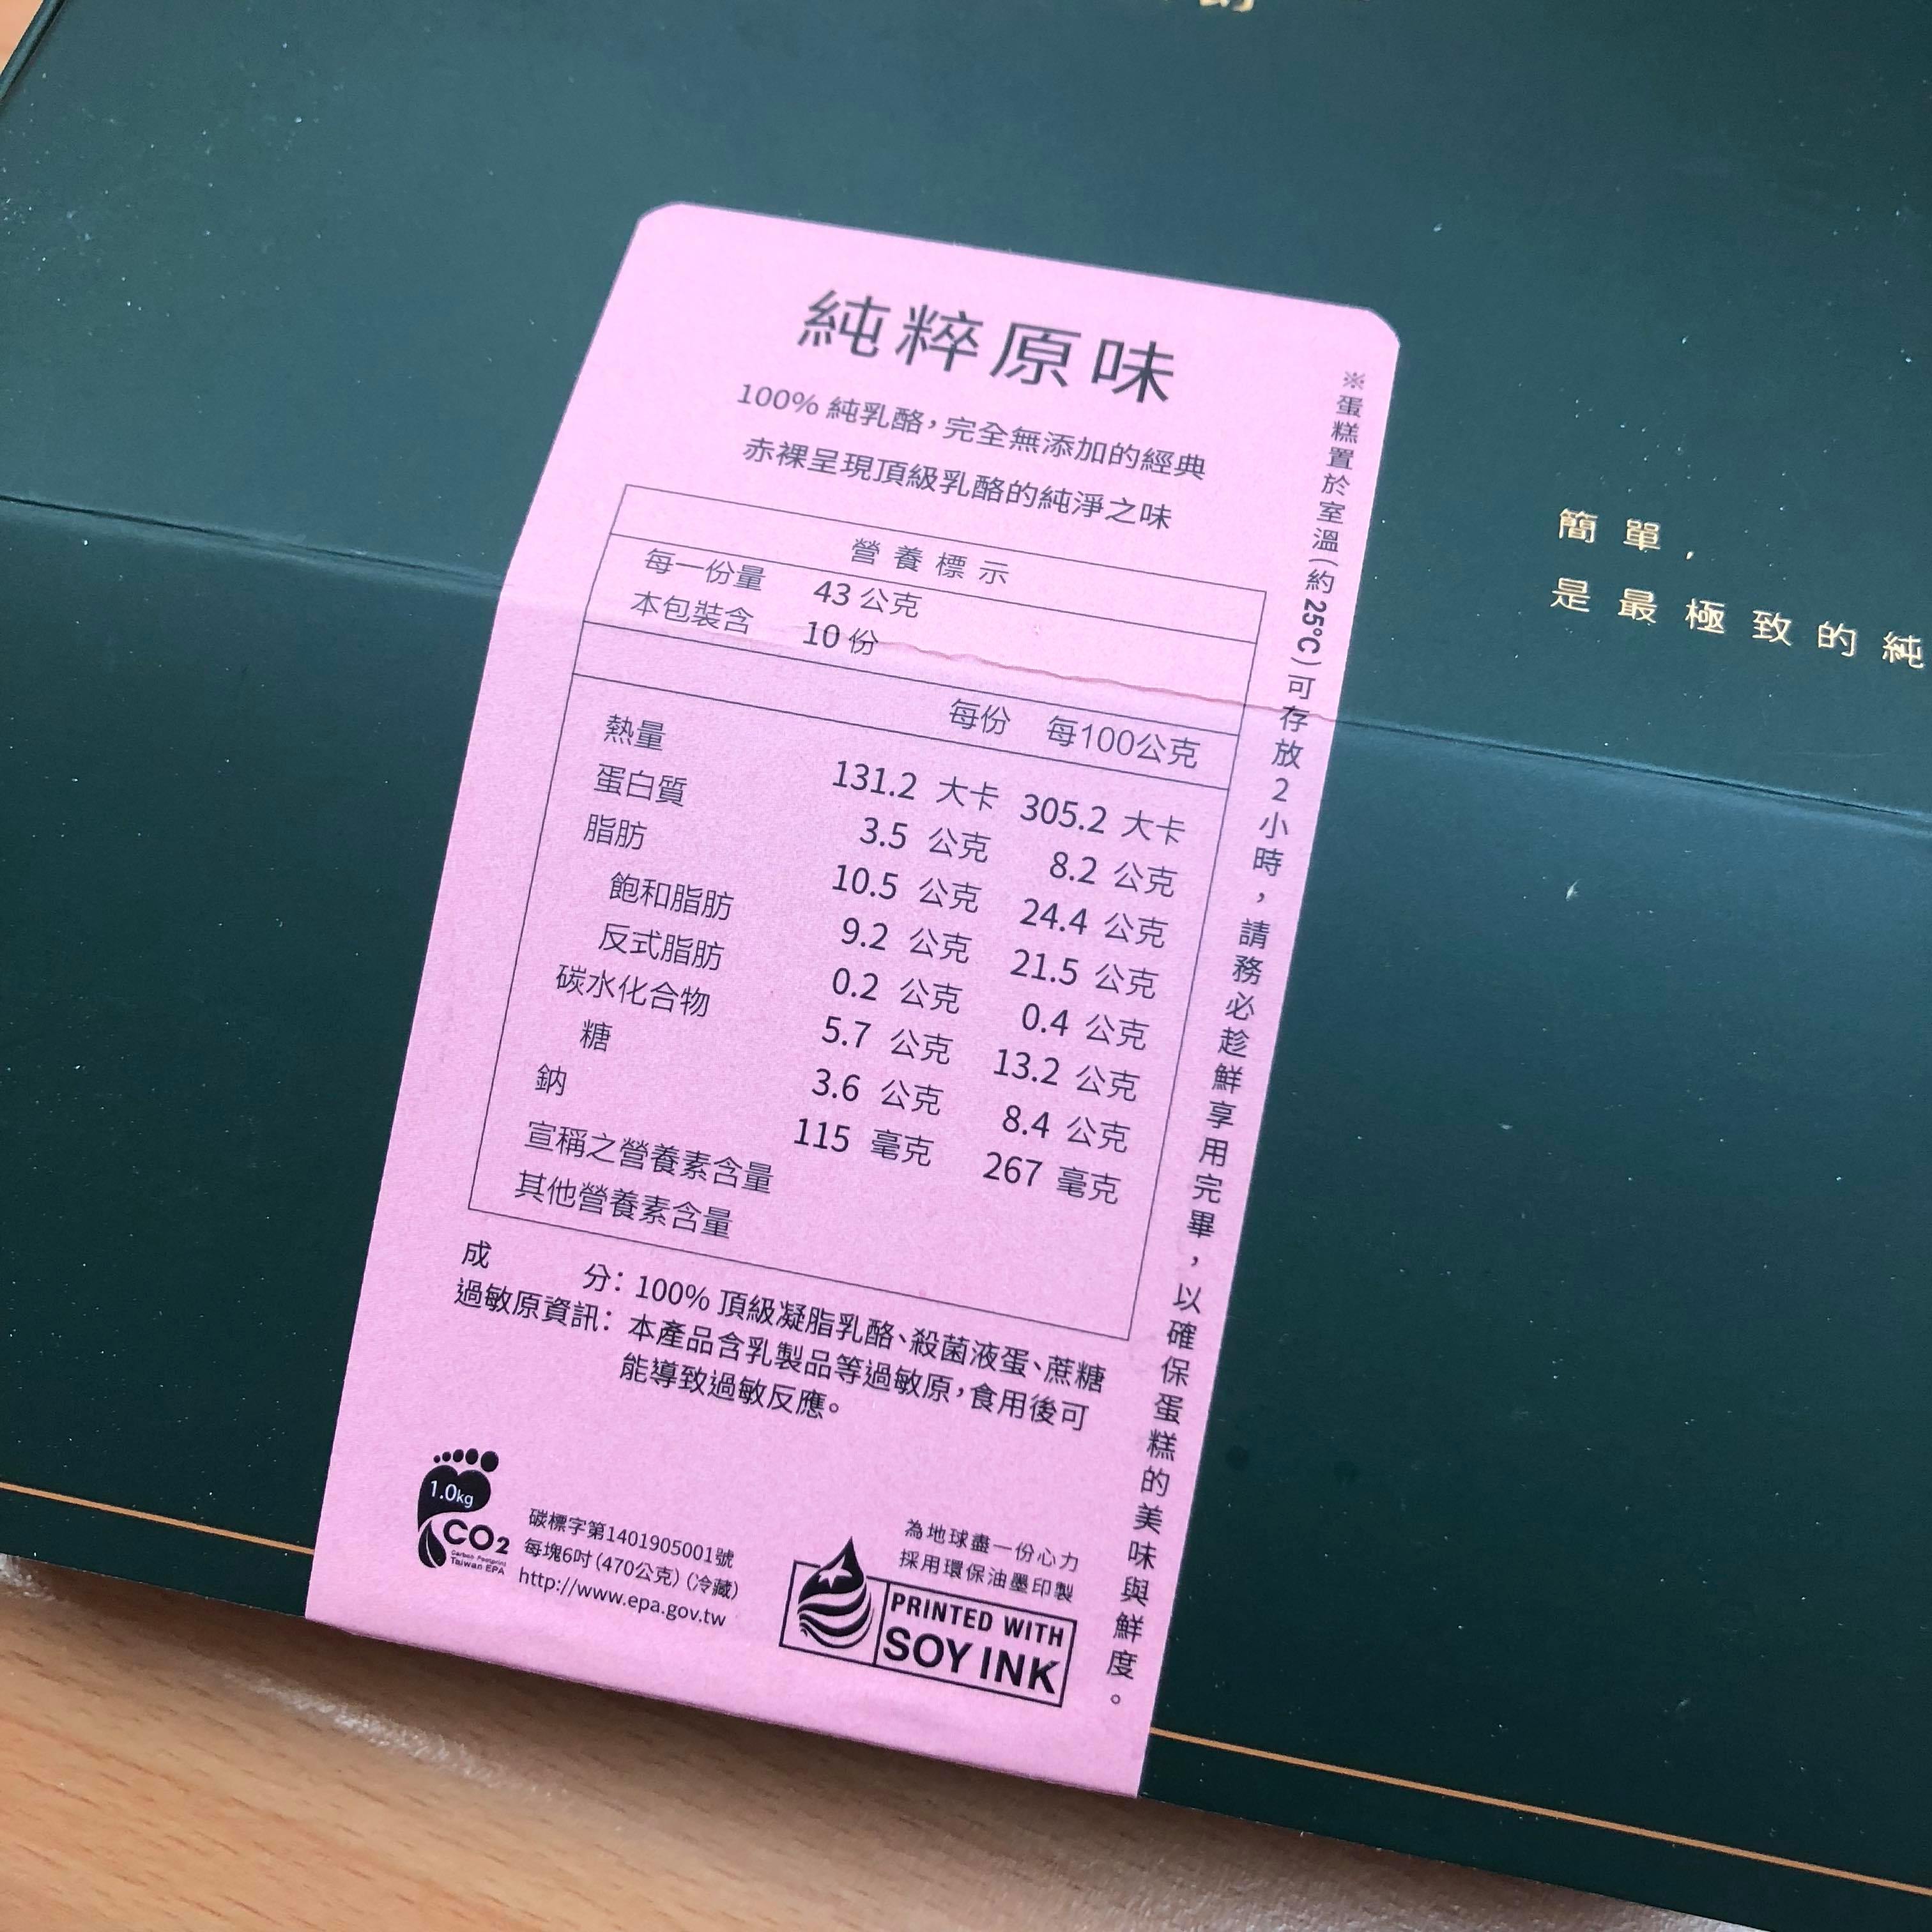 純粹原味
100% 純乳酪，完全無添加的經典
赤裸呈現頂級乳酪的純淨之味
營養標示
每一份量 43 公克
本包裝含 10 份
每份 每100公克
熱量 131.2 大卡 305.2 大卡
蛋白質 3.5 公克 8.2 公克
脂肪 10.5 公克 24.4 公克
飽和脂肪 9.2 公克 21.5 公克
反式脂肪 0.2 公克 0.4 公克
碳水化合物 5.7 公克 13.2 公克
糖 3.6 公克 8.4 公克
鈉 115 毫克 267 毫克
宣稱之營養素含量
其他營養素含量
成 分：100% 頂級凝脂乳酪、殺菌液蛋、蔗糖
過敏原資訊：本產品含乳製品等過敏原，食用後可
能導致過敏反應。
1.0kg
CO2
Carbon Footprint
Taiwan EPA
碳標字第1401905001號
每塊6吋（470公克）（冷藏）
http://www.epa.gov.tw
為地球盡一份心力
採用環保油墨印製
PRINTED WITH
SOY INK
※蛋糕置於室溫（約25°C）可存放2小時，請務必趁鮮享用完畢，以確保蛋糕的美味與鮮度。
簡單，
是最極致的純